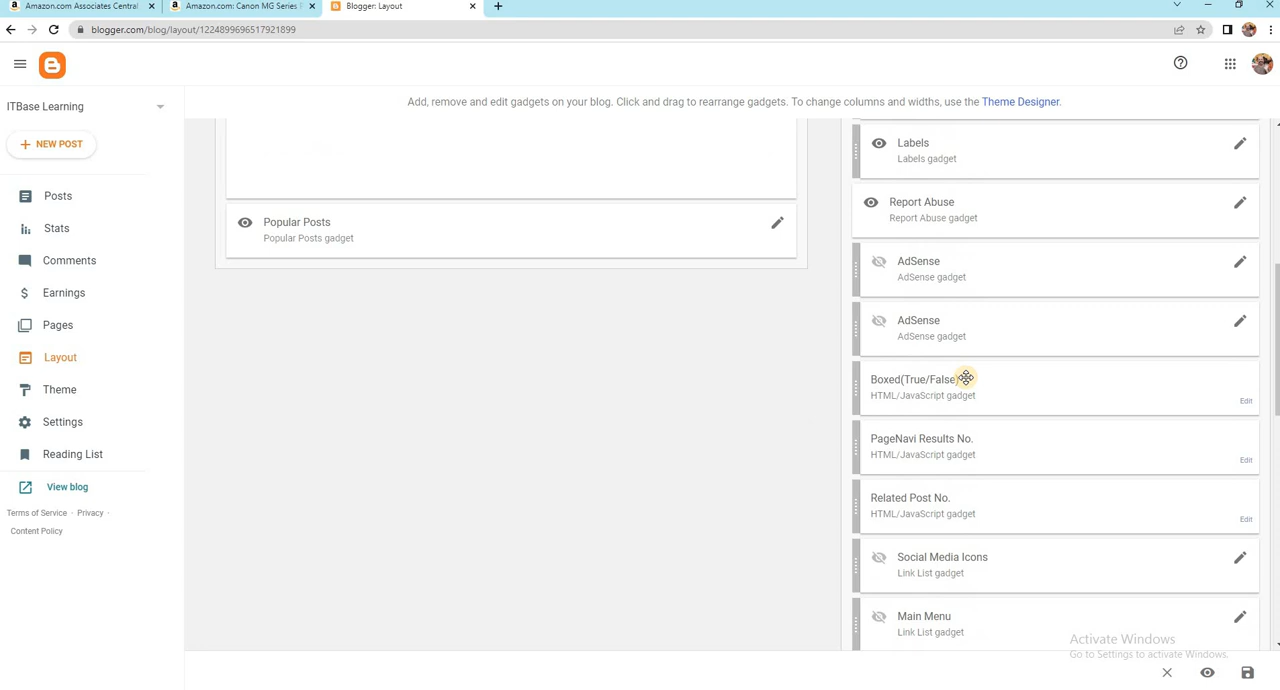 Amazon.com Associates Central
Amazon.com: Canon MG Series P
Blogger: Layout
blogger.com/blog/layout/1224899696517921899
ITBase Learning
Add, remove and edit gadgets on your blog. Click and drag to rearrange gadgets. To change columns and widths, use the Theme Designer.
NEW POST
Posts
Stats
Comments
Earnings
Pages
Layout
Theme
Settings
Reading List
View blog
Terms of Service · Privacy ·
Content Policy
Popular Posts
Popular Posts gadget
Labels
Labels gadget
Report Abuse
Report Abuse gadget
AdSense
AdSense gadget
AdSense
AdSense gadget
Boxed(True/False)
HTML/JavaScript gadget
Edit
PageNavi Results No.
HTML/JavaScript gadget
Edit
Related Post No.
HTML/JavaScript gadget
Edit
Social Media Icons
Link List gadget
Main Menu
Link List gadget
Activate Windows
Go to Settings to activate Windows.